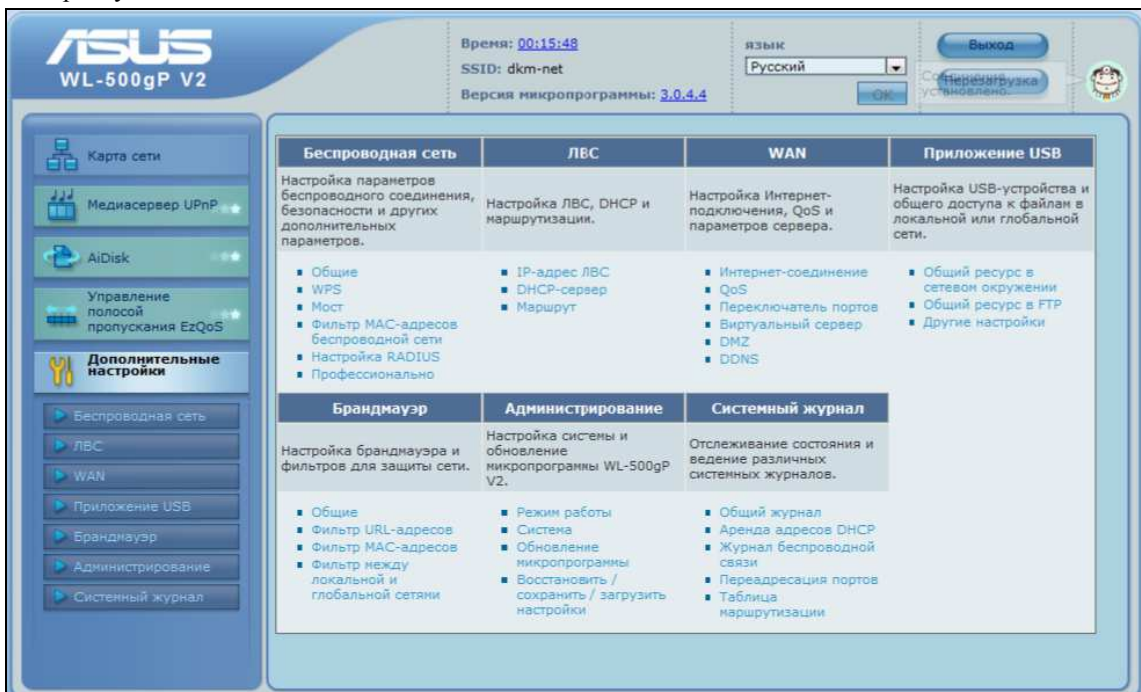 ASUS
WL-500gP V2
Время: 00:15:48
SSID: dkm-net
Версия микропрограммы: 3.0.4.4
язык
Русский
OK
Выход
Перезагрузка
Соединение
установлено.
Карта сети
Медиасервер UPnP
AiDisk
Управление
полосой
пропускания EzQoS
Дополнительные
настройки
Беспроводная сеть
ЛВС
WAN
Приложение USB
Брандмауэр
Администрирование
Системный журнал
Беспроводная сеть
Настройка параметров
беспроводного соединения,
безопасности и других
дополнительных
параметров.
Общие
WPS
Мост
Фильтр MAC-адресов
беспроводной сети
Настройка RADIUS
Профессионально
ЛВС
Настройка ЛВС, DHCP и
маршрутизации.
IP-адрес ЛВС
DHCP-сервер
Маршрут
WAN
Настройка Интернет-
подключения, QoS и
параметров сервера.
Интернет-соединение
QoS
Переключатель портов
Виртуальный сервер
DMZ
DDNS
Приложение USB
Настройка USB-устройства и
общего доступа к файлам в
локальной или глобальной
сети.
Общий ресурс в
сетевом окружении
Общий ресурс в FTP
Другие настройки
Брандмауэр
Настройка брандмауэра и
фильтров для защиты сети.
Общие
Фильтр URL-адресов
Фильтр MAC-адресов
Фильтр между
локальной и
глобальной сетями
Администрирование
Настройка системы и
обновление
микропрограммы WL-500gP
V2.
Режим работы
Система
Обновление
микропрограммы
Восстановить /
сохранить / загрузить
настройки
Системный журнал
Отслеживание состояния и
ведение различных
системных журналов.
Общий журнал
Аренда адресов DHCP
Журнал беспроводной
связи
Переадресация портов
Таблица
маршрутизации